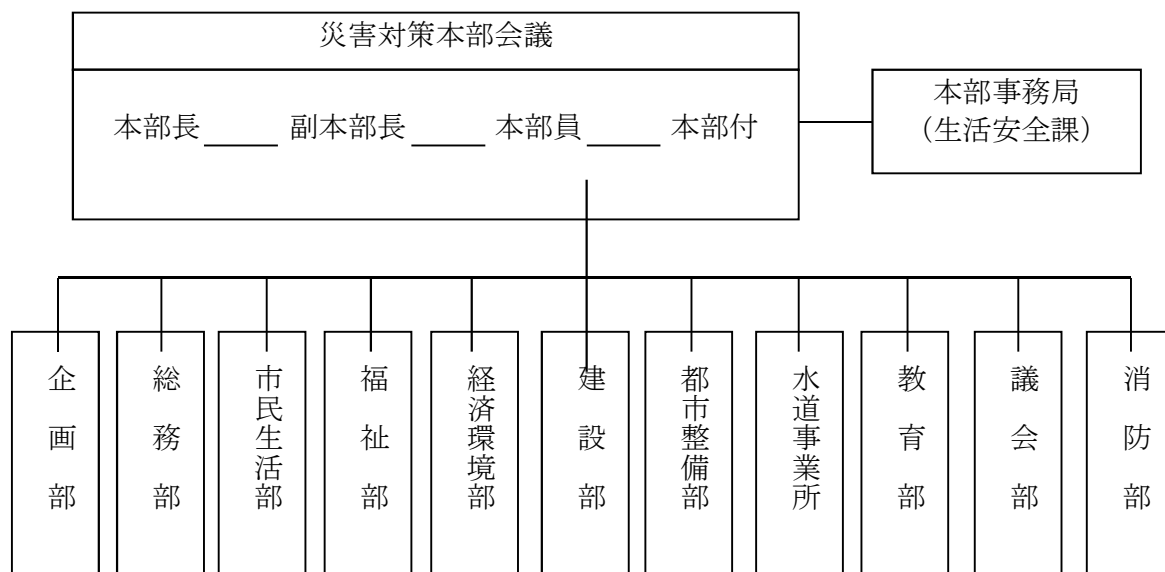 災害対策本部会議
本部長 副本部長 本部員 本部付
本部事務局
（生活安全課）
企画部
総務部
市民生活部
福祉部
経済環境部
建設部
都市整備部
水道事業所
教育部
議会部
消防部